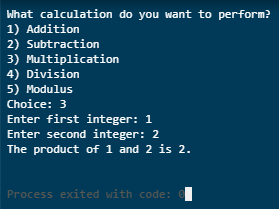 What calculation do you want to perform?
1) Addition
2) Subtraction
3) Multiplication
4) Division
5) Modulus
Choice: 3
Enter first integer: 1
Enter second integer: 2
The product of 1 and 2 is 2.
Process exited with code: 0